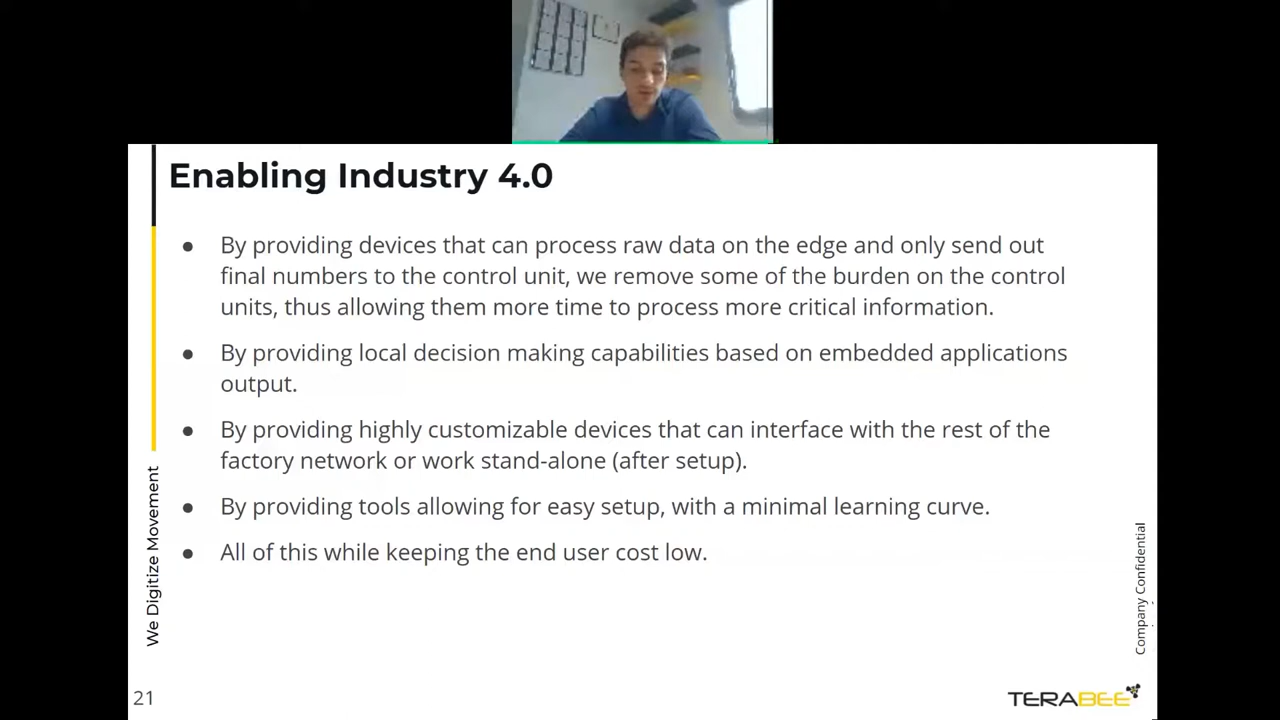 Enabling Industry 4.0
● By providing devices that can process raw data on the edge and only send out
final numbers to the control unit, we remove some of the burden on the control
units, thus allowing them more time to process more critical information.
● By providing local decision making capabilities based on embedded applications
output.
● By providing highly customizable devices that can interface with the rest of the
factory network or work stand-alone (after setup).
● By providing tools allowing for easy setup, with a minimal learning curve.
● All of this while keeping the end user cost low.
We Digitize Movement
Company Confidential
21
TERABEE